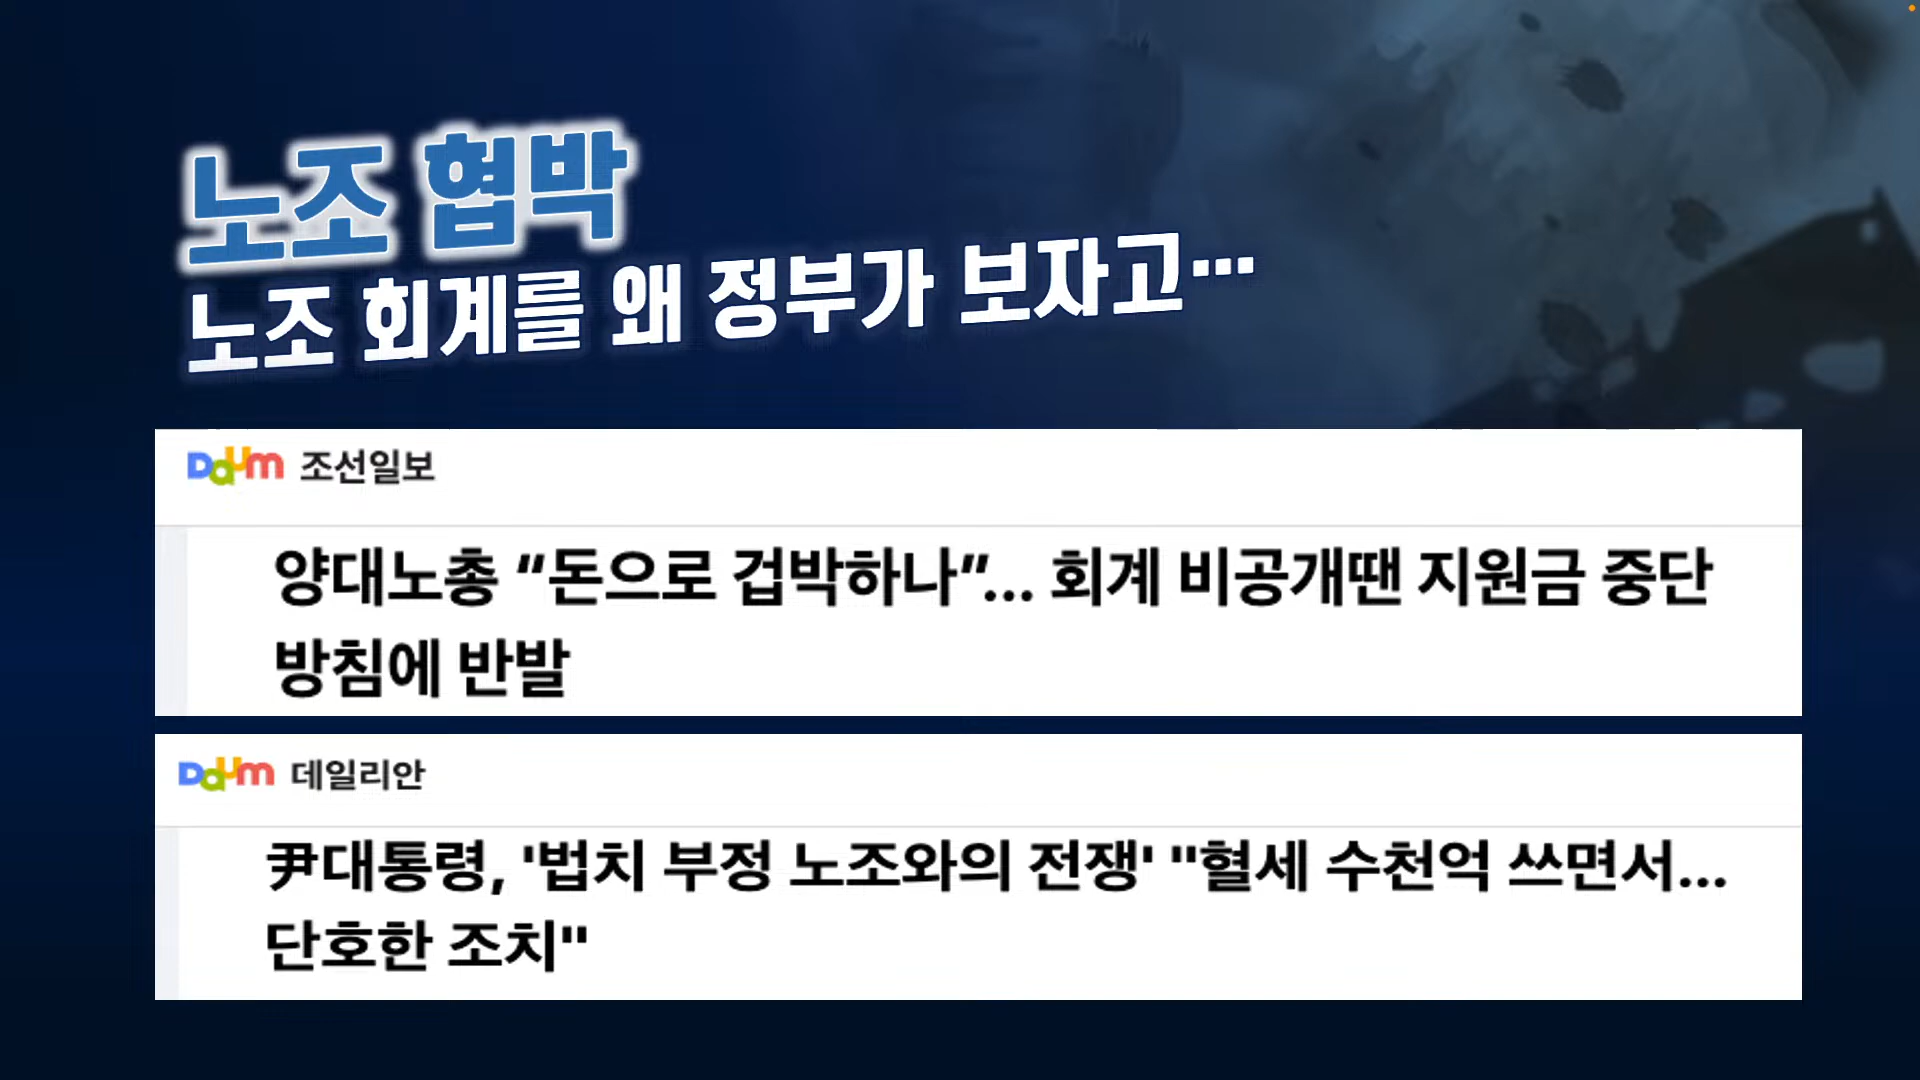 노조 협박
노조 회계를 왜 정부가 보자고…
Daum 조선일보
양대노총 “돈으로 겁박하나”... 회계 비공개땐 지원금 중단
방침에 반발
Daum 데일리안
尹대통령, '법치 부정 노조와의 전쟁' "혈세 수천억 쓰면서...
단호한 조치"